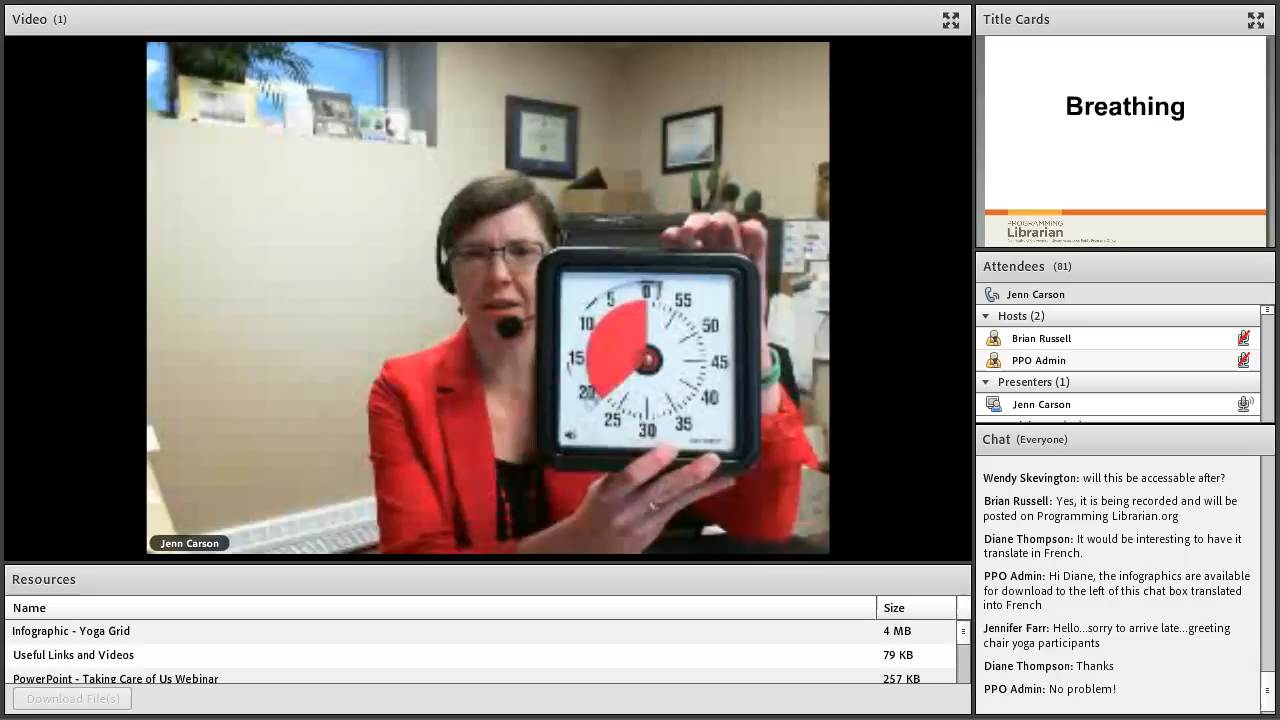 Video (1)
Jenn Carson
0
5
10
15
20
25
30
35
40
45
50
55
Resources
Name Size
Infographic - Yoga Grid 4 MB
Useful Links and Videos 79 KB
PowerPoint - Taking Care of Us Webinar 257 KB
Download File(s)
Title Cards
Breathing
PROGRAMMING
Librarian
Attendees (81)
Jenn Carson
Hosts (2)
Brian Russell
PPO Admin
Presenters (1)
Jenn Carson
Chat (Everyone)
Wendy Skevington: will this be accessable after?
Brian Russell: Yes, it is being recorded and will be
posted on Programming Librarian.org
Diane Thompson: It would be interesting to have it
translate in French.
PPO Admin: Hi Diane, the infographics are available
for download to the left of this chat box translated
into French
Jennifer Farr: Hello...sorry to arrive late...greeting
chair yoga participants
Diane Thompson: Thanks
PPO Admin: No problem!